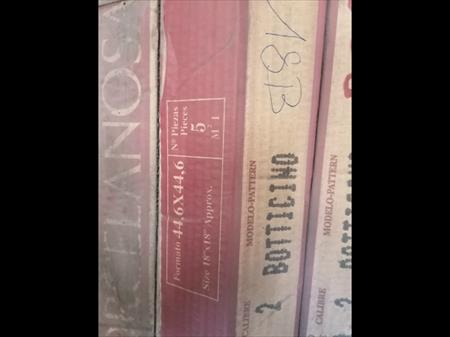 PORCELANOSA
Formato 44,6X44,6
Size 18"x18" Approx.
Nº Piezas
Pieces
5
M² 1
18B
MODELO-PATTERN
BOTTICINO
CALIBRE
2
MODELO-PATTERN
CALIBRE
2